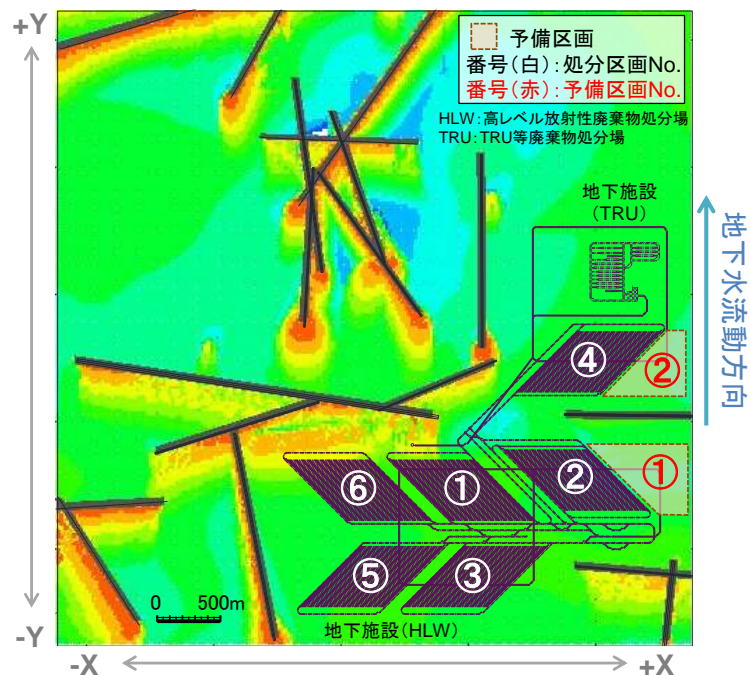 +Y
予備区画
番号(白):処分区画No.
番号(赤):予備区画No.
HLW:高レベル放射性廃棄物処分場
TRU:TRU等廃棄物処分場
地下施設
(TRU)
地下水流動方向
④
②
⑥
①
②
①
⑤
③
0 500m
地下施設(HLW)
-Y
-X
+X